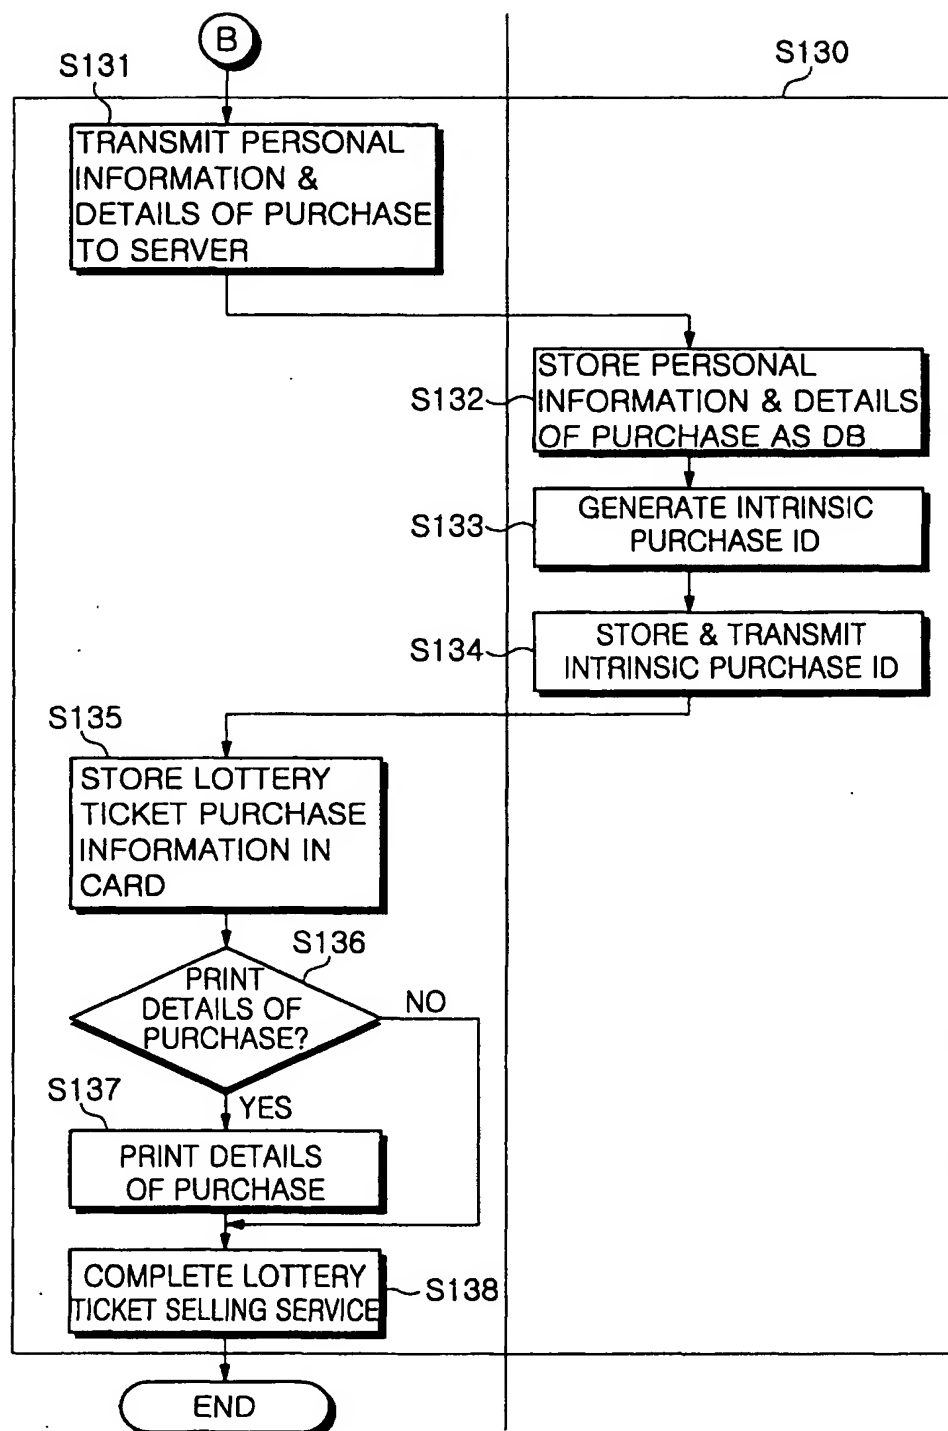 B
S131
S130
TRANSMIT PERSONAL
INFORMATION &
DETAILS OF PURCHASE
TO SERVER
S132
STORE PERSONAL
INFORMATION & DETAILS
OF PURCHASE AS DB
S133
GENERATE INTRINSIC
PURCHASE ID
S134
STORE & TRANSMIT
INTRINSIC PURCHASE ID
S135
STORE LOTTERY
TICKET PURCHASE
INFORMATION IN
CARD
S136
PRINT
DETAILS OF
PURCHASE?
NO
S137
YES
PRINT DETAILS
OF PURCHASE
COMPLETE LOTTERY
TICKET SELLING SERVICE
S138
END